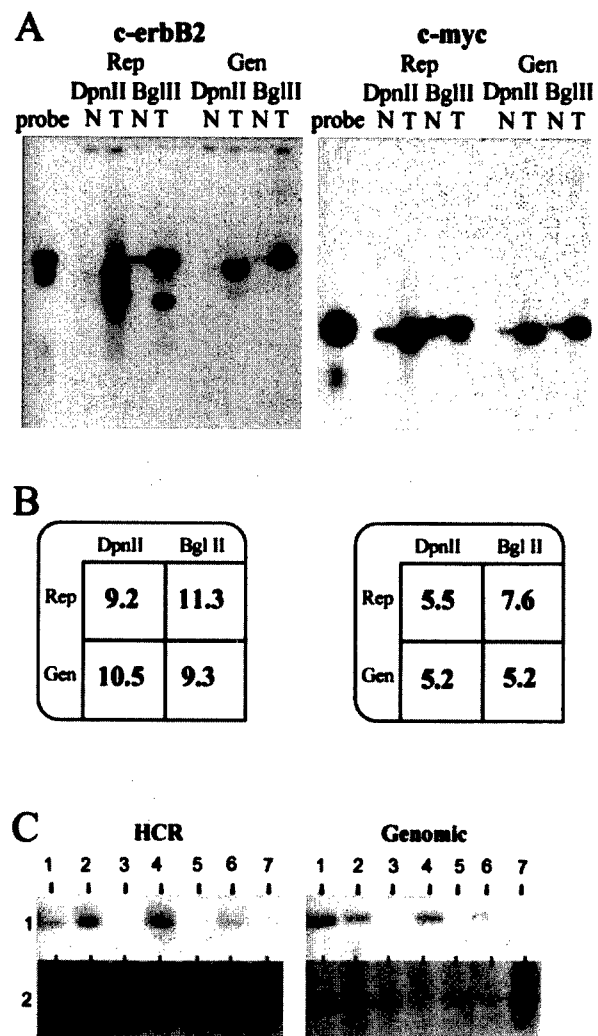 A
c-erbB2 c-myc
Rep Gen Rep Gen
DpnII BglII DpnII BglII DpnII BglII DpnII BglII
probe N T N T N T N T probe N T N T N T N T
B
DpnII Bgl II DpnII Bgl II
Rep 9.2 11.3 Rep 5.5 7.6
Gen 10.5 9.3 Gen 5.2 5.2
C
HCR Genomic
1 2 3 4 5 6 7 1 2 3 4 5 6 7
1
2